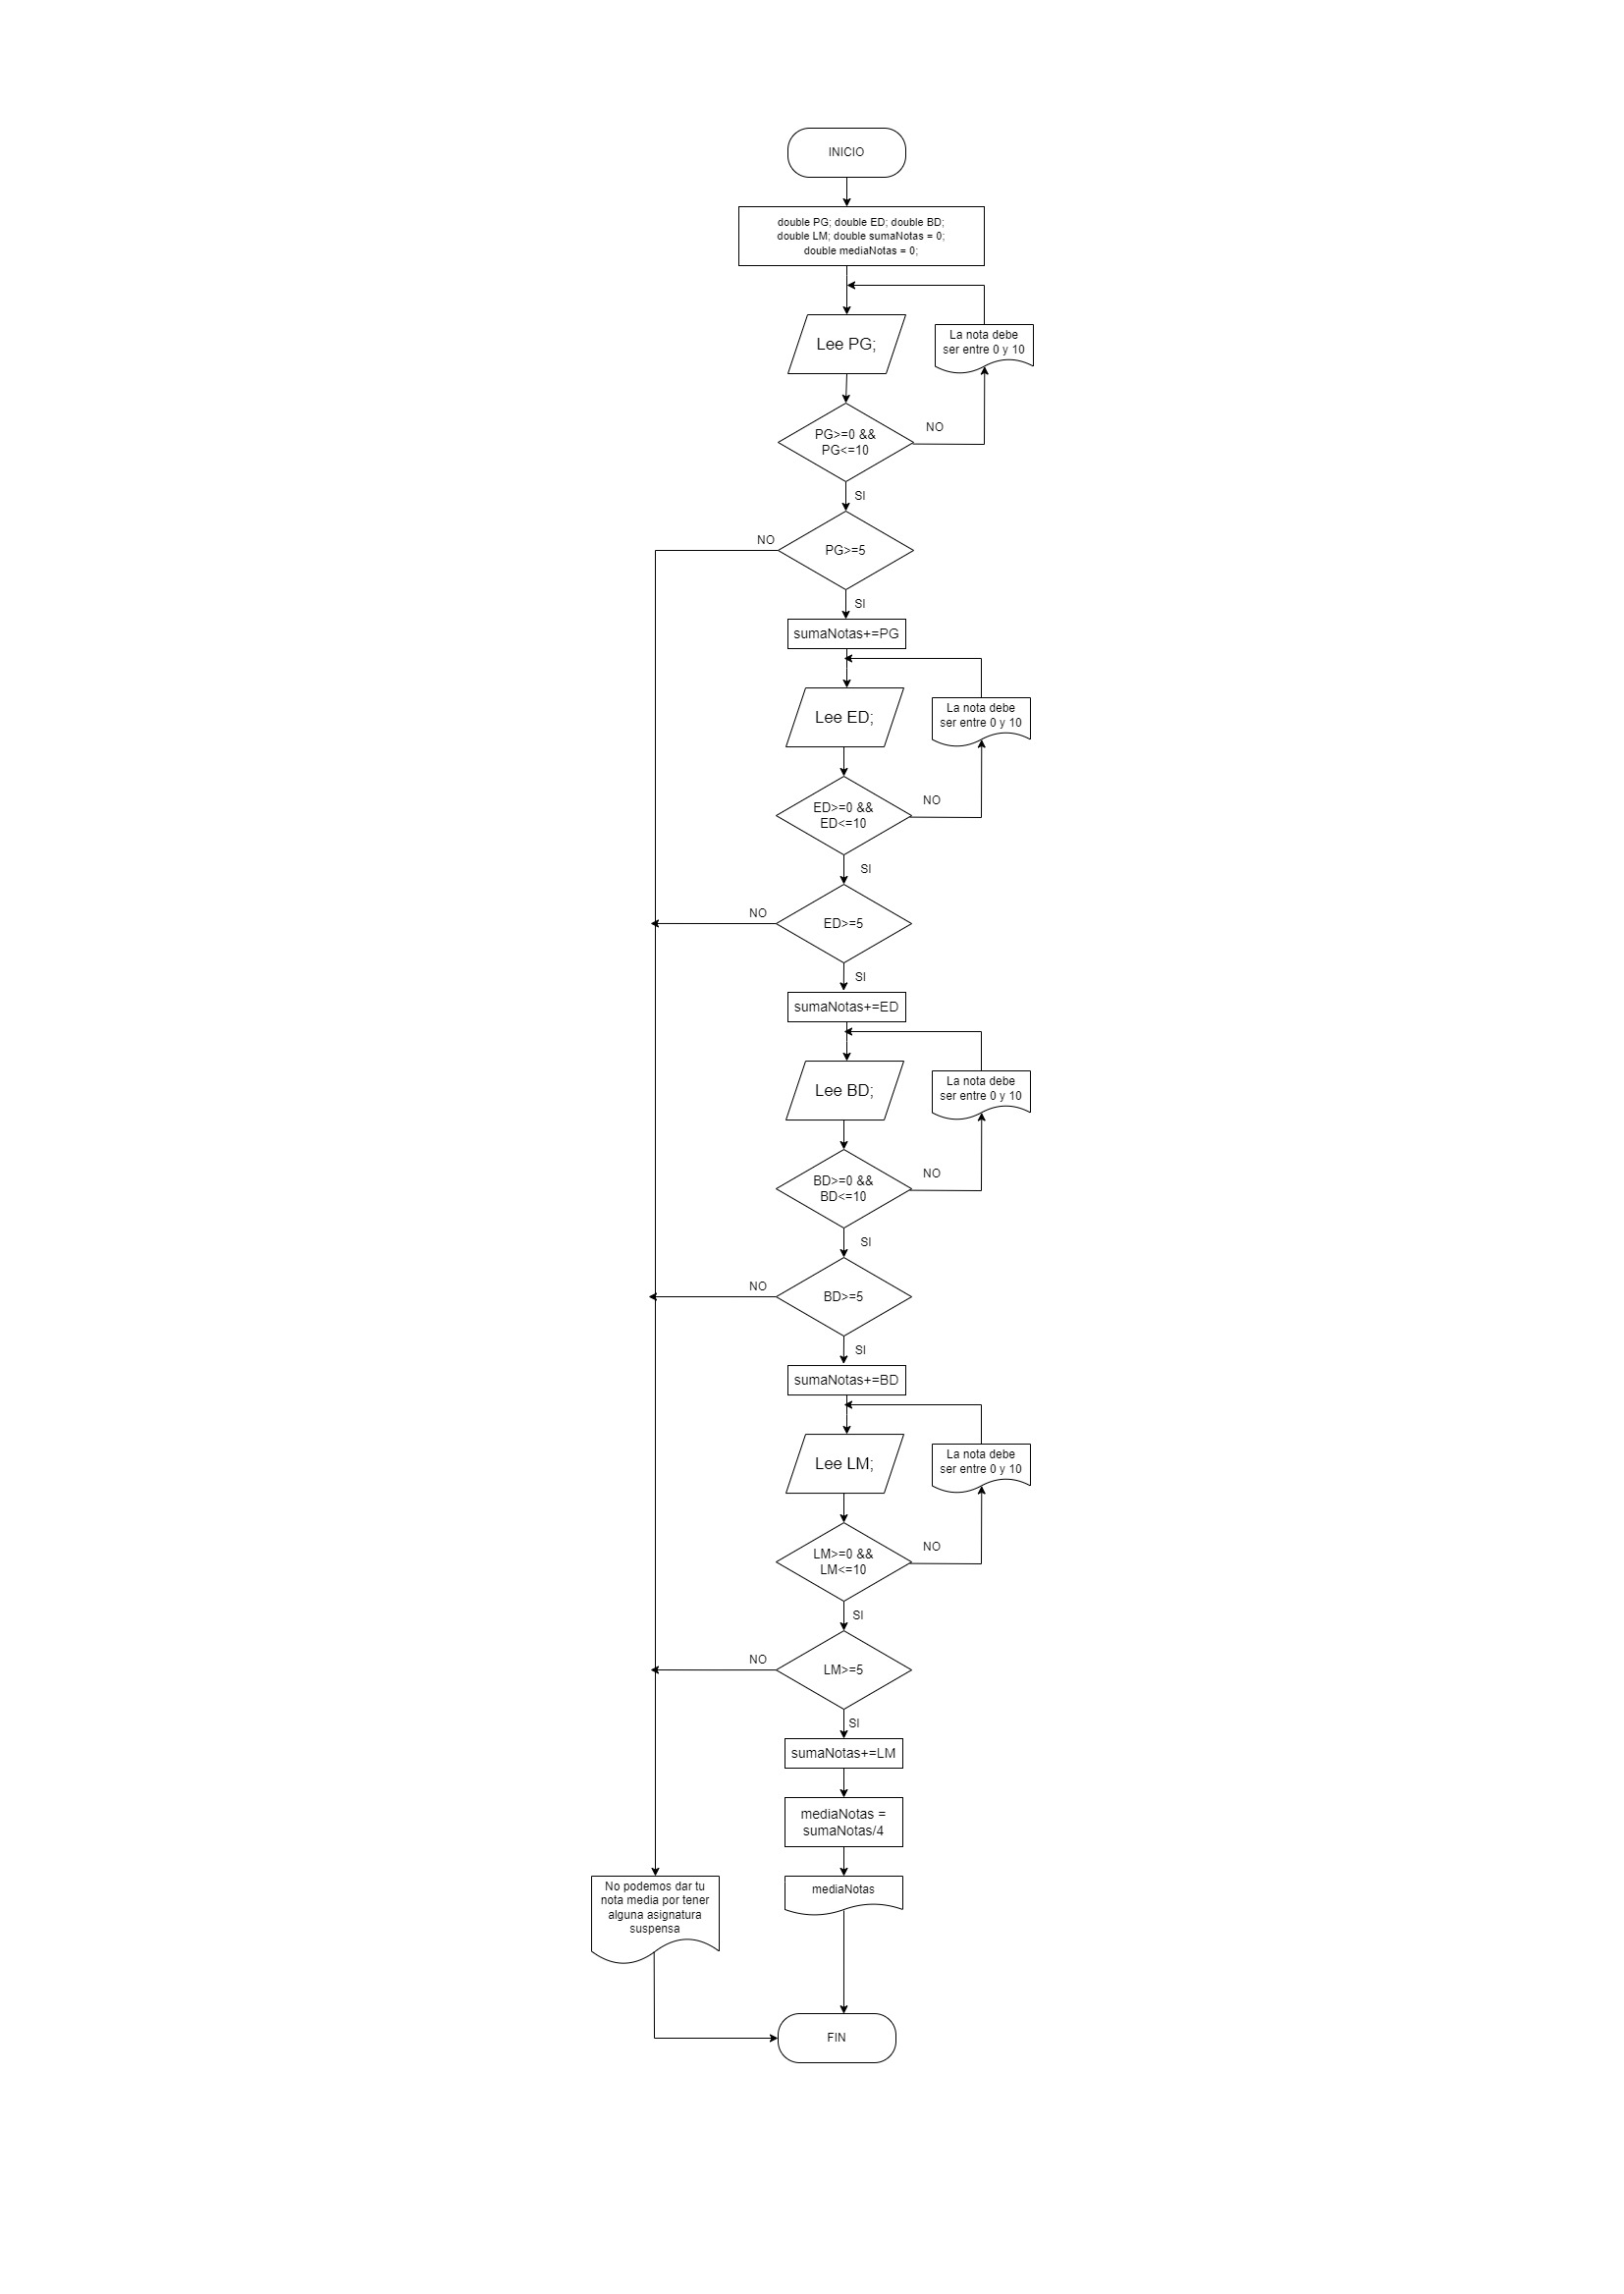 INICIO
double PG; double ED; double BD;
double LM; double sumaNotas = 0;
double mediaNotas = 0;
Lee PG;
La nota debe
ser entre 0 y 10
PG>=0 &&
PG<=10
NO
SI
PG>=5
NO
SI
sumaNotas+=PG
Lee ED;
La nota debe
ser entre 0 y 10
ED>=0 &&
ED<=10
NO
SI
ED>=5
NO
SI
sumaNotas+=ED
Lee BD;
La nota debe
ser entre 0 y 10
BD>=0 &&
BD<=10
NO
SI
BD>=5
NO
SI
sumaNotas+=BD
Lee LM;
La nota debe
ser entre 0 y 10
LM>=0 &&
LM<=10
NO
SI
LM>=5
NO
SI
sumaNotas+=LM
mediaNotas =
sumaNotas/4
No podemos dar tu
nota media por tener
alguna asignatura
suspensa
mediaNotas
FIN